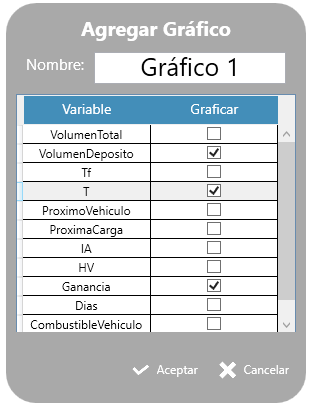 Agregar Gráfico
Nombre: Gráfico 1
Variable Graficar
VolumenTotal
VolumenDeposito
Tf
T
ProximoVehiculo
ProximaCarga
IA
HV
Ganancia
Dias
CombustibleVehiculo
Aceptar Cancelar